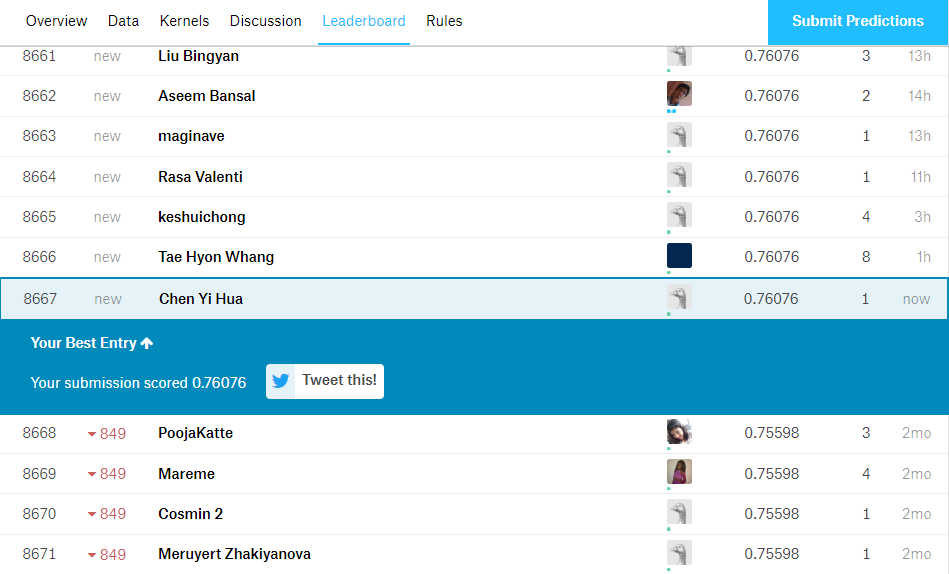 Overview Data Kernels Discussion Leaderboard Rules Submit Predictions
8661 new Liu Bingyan 0.76076 3 13h
8662 new Aseem Bansal 0.76076 2 14h
8663 new maginave 0.76076 1 13h
8664 new Rasa Valenti 0.76076 1 11h
8665 new keshuichong 0.76076 4 3h
8666 new Tae Hyon Whang 0.76076 8 1h
8667 new Chen Yi Hua 0.76076 1 now
Your Best Entry
Your submission scored 0.76076 Tweet this!
8668 849 PoojaKatte 0.75598 3 2mo
8669 849 Mareme 0.75598 4 2mo
8670 849 Cosmin 2 0.75598 1 2mo
8671 849 Meruyert Zhakiyanova 0.75598 1 2mo